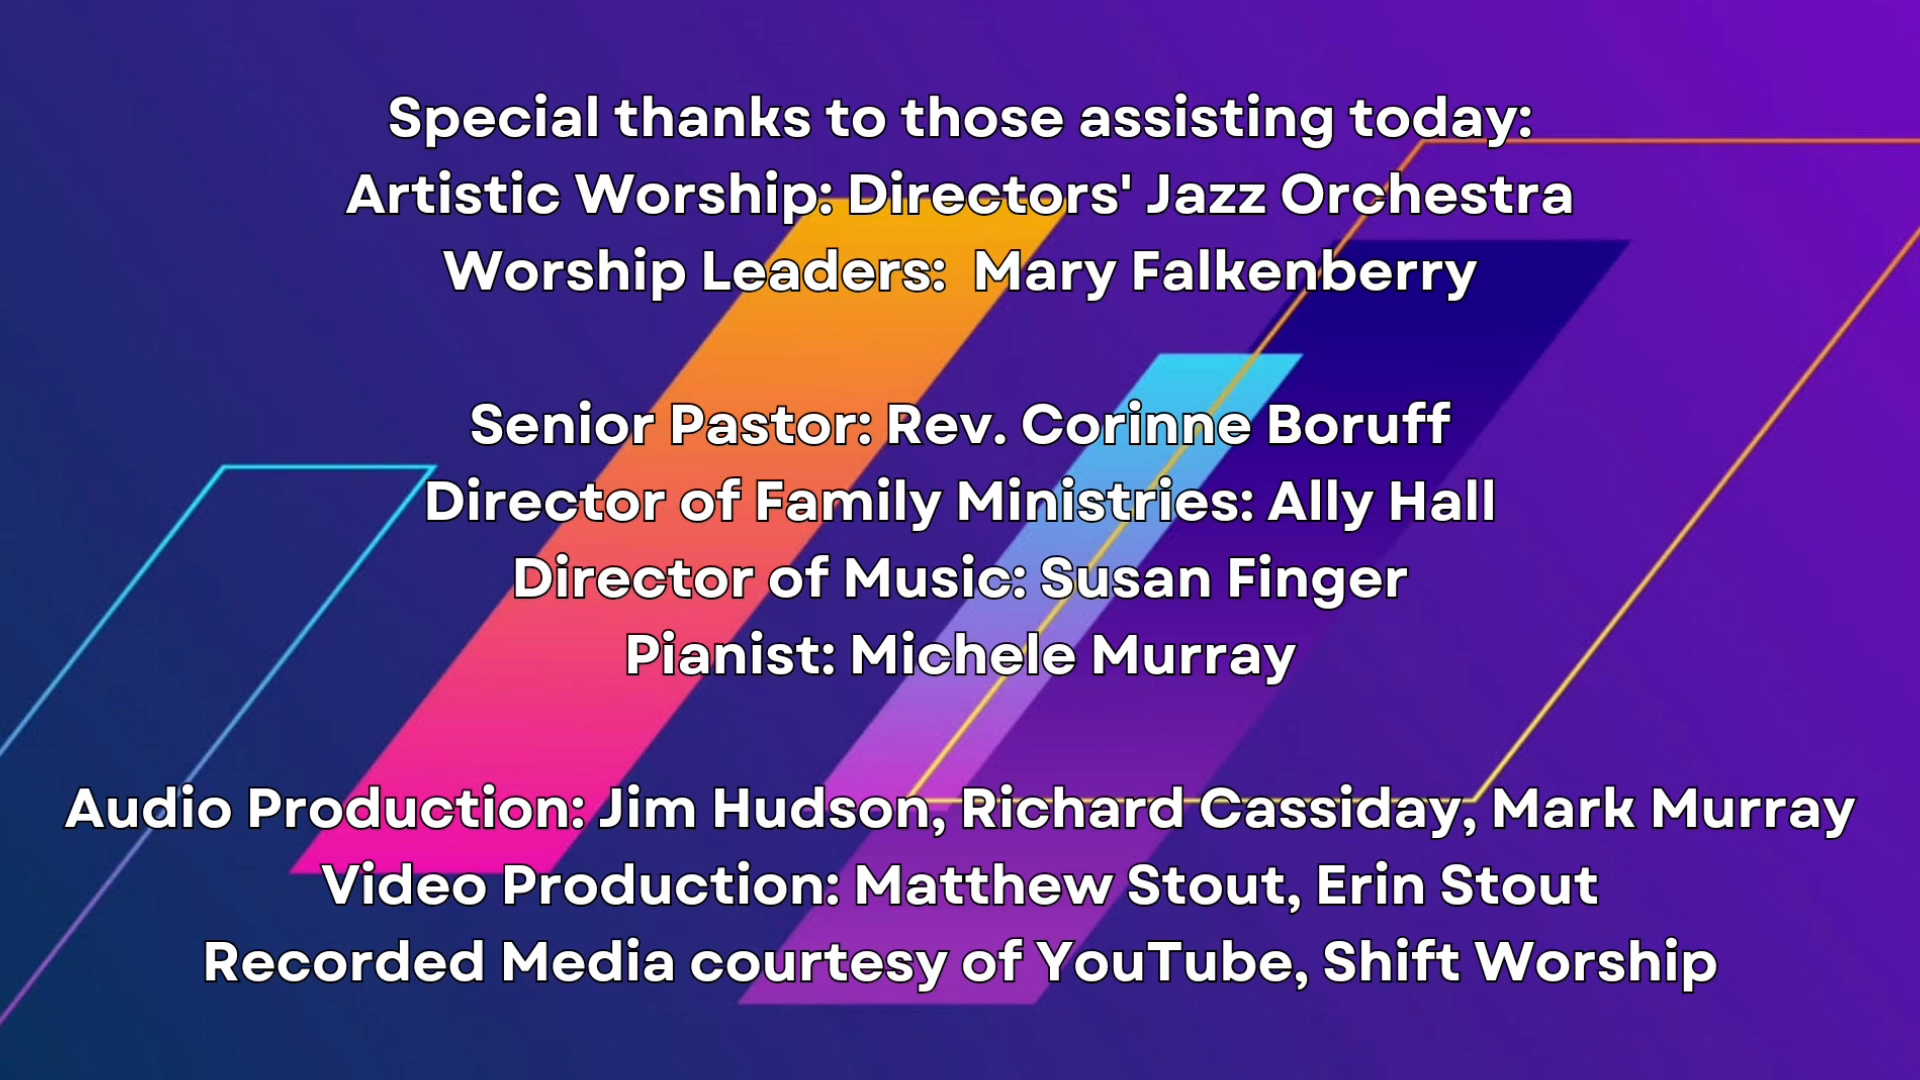 Special thanks to those assisting today:
Artistic Worship: Directors' Jazz Orchestra
Worship Leaders:  Mary Falkenberry
Senior Pastor: Rev. Corinne Boruff
Director of Family Ministries: Ally Hall
Director of Music: Susan Finger
Pianist: Michele Murray
Audio Production: Jim Hudson, Richard Cassiday, Mark Murray
Video Production: Matthew Stout, Erin Stout
Recorded Media courtesy of YouTube, Shift Worship